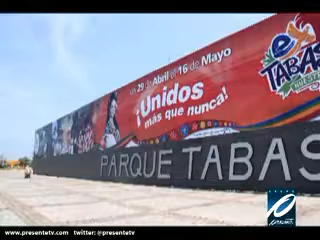 del 29 de Abril al 16 de Mayo
¡Unidos
más que nunca!
TABAS
PARQUE TABAS
www.presentetv.com twitter: @presentetv